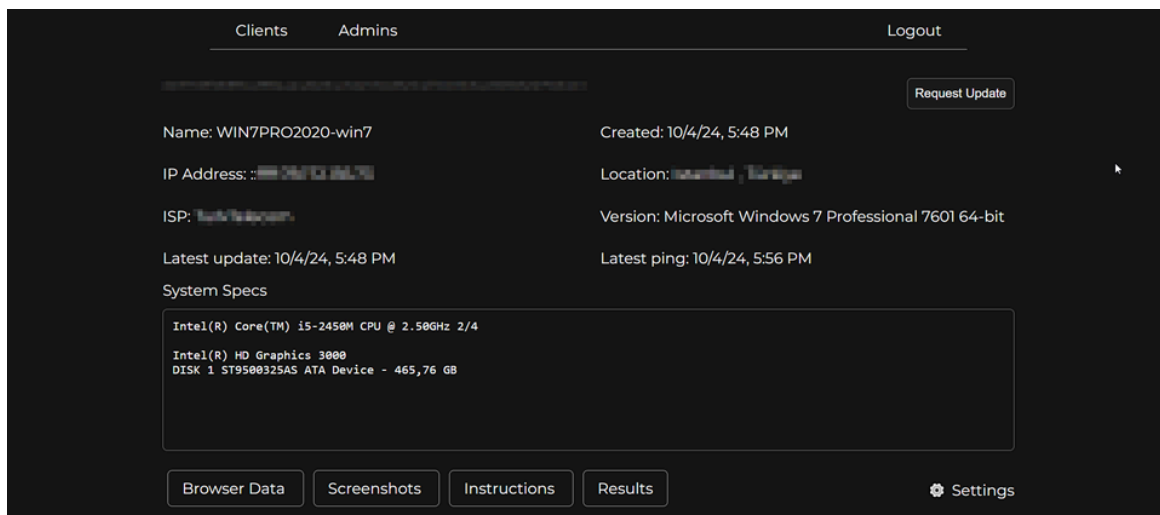 Clients Admins Logout
Request Update
Name: WIN7PRO2020-win7 Created: 10/4/24, 5:48 PM
IP Address: :: Location:
ISP: Version: Microsoft Windows 7 Professional 7601 64-bit
Latest update: 10/4/24, 5:48 PM Latest ping: 10/4/24, 5:56 PM
System Specs
Intel(R) Core(TM) i5-2450M CPU @ 2.50GHz 2/4
Intel(R) HD Graphics 3000
DISK 1 ST9500325AS ATA Device - 465,76 GB
Browser Data Screenshots Instructions Results Settings